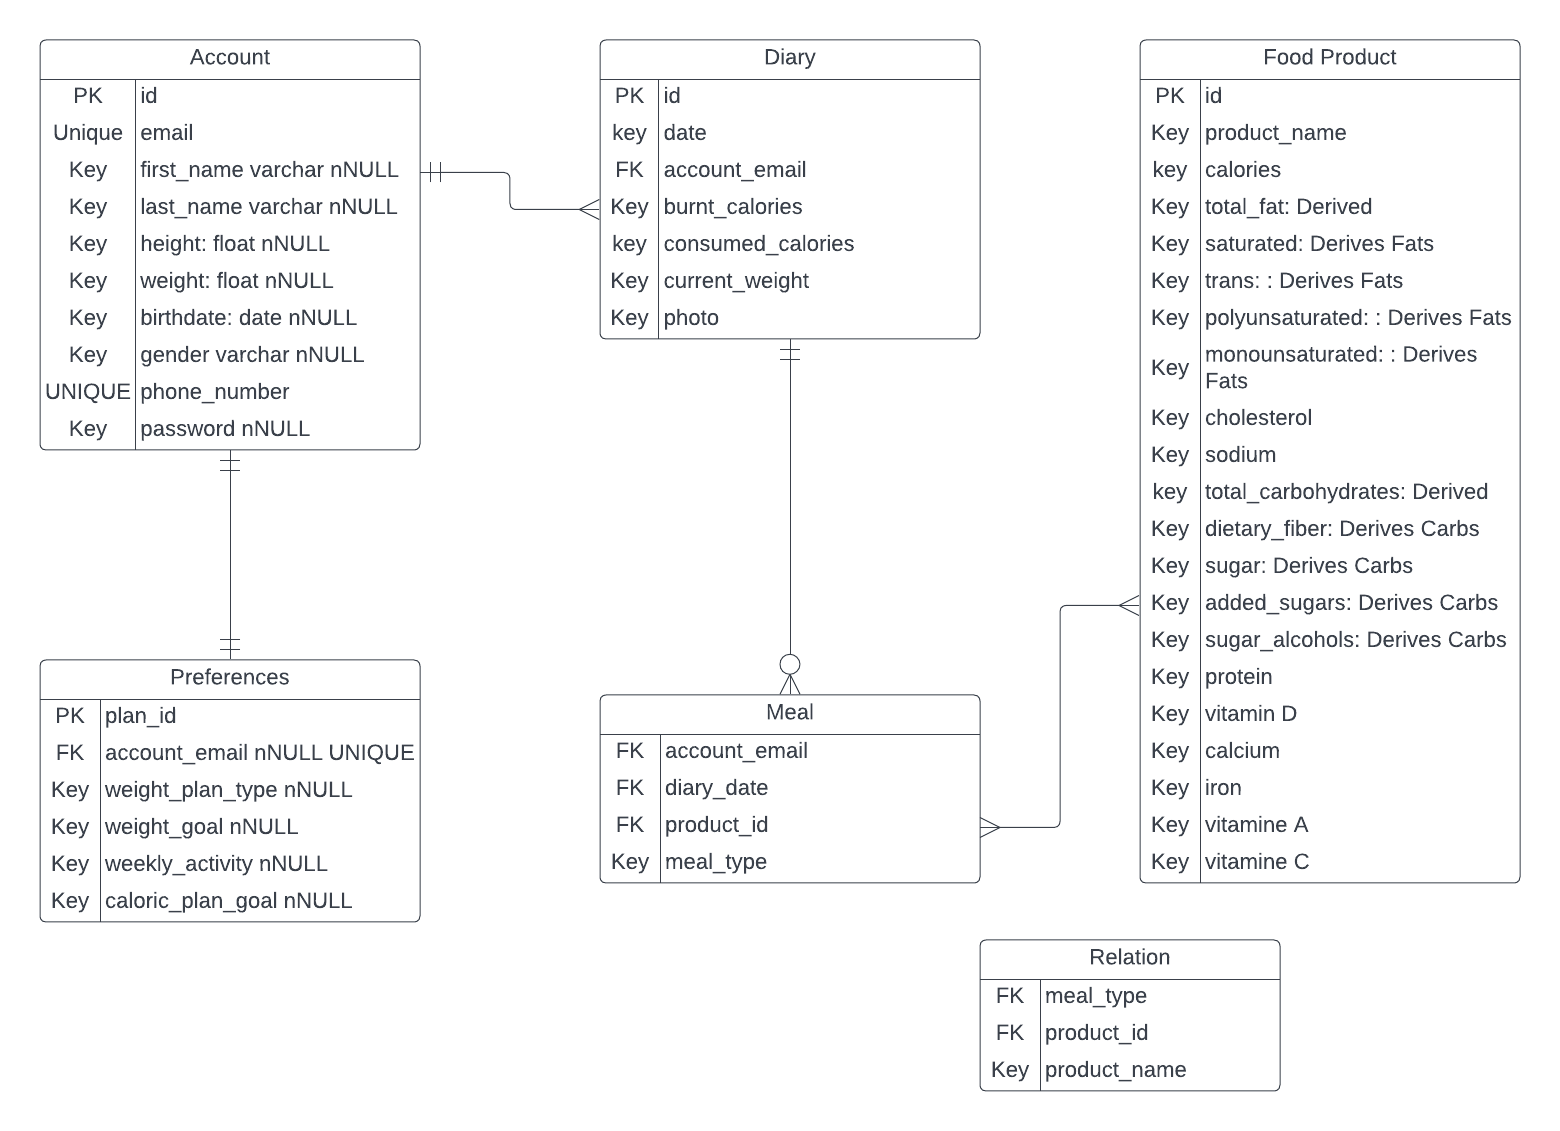 Account
PK id
Unique email
Key first_name varchar nNULL
Key last_name varchar nNULL
Key height: float nNULL
Key weight: float nNULL
Key birthdate: date nNULL
Key gender varchar nNULL
UNIQUE phone_number
Key password nNULL
Diary
PK id
key date
FK account_email
Key burnt_calories
key consumed_calories
Key current_weight
Key photo
Food Product
PK id
Key product_name
key calories
Key total_fat: Derived
Key saturated: Derives Fats
Key trans: : Derives Fats
Key polyunsaturated: : Derives Fats
Key monounsaturated: : Derives
Fats
Key cholesterol
Key sodium
key total_carbohydrates: Derived
Key dietary_fiber: Derives Carbs
Key sugar: Derives Carbs
Key added_sugars: Derives Carbs
Key sugar_alcohols: Derives Carbs
Key protein
Key vitamin D
Key calcium
Key iron
Key vitamine A
Key vitamine C
Preferences
PK plan_id
FK account_email nNULL UNIQUE
Key weight_plan_type nNULL
Key weight_goal nNULL
Key weekly_activity nNULL
Key caloric_plan_goal nNULL
Meal
FK account_email
FK diary_date
FK product_id
Key meal_type
Relation
FK meal_type
FK product_id
Key product_name